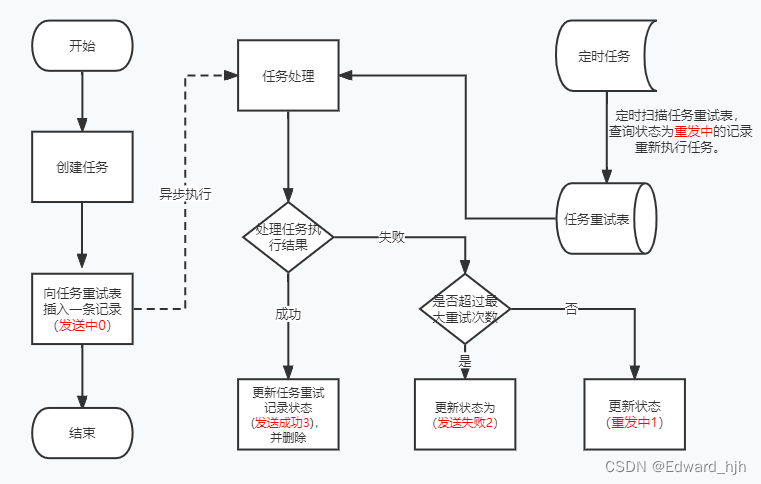 开始
创建任务
向任务重试表
插入一条记录
(发送中0)
结束
异步执行
任务处理
处理任务执
行结果
成功
失败
更新任务重试
记录状态
(发送成功3),
并删除
是否超过最
大重试次数
是
否
更新状态为
(发送失败2)
更新状态
(重发中1)
定时任务
定时扫描任务重试表,
查询状态为重发中的记录
重新执行任务。
任务重试表
CSDN @Edward_hjh